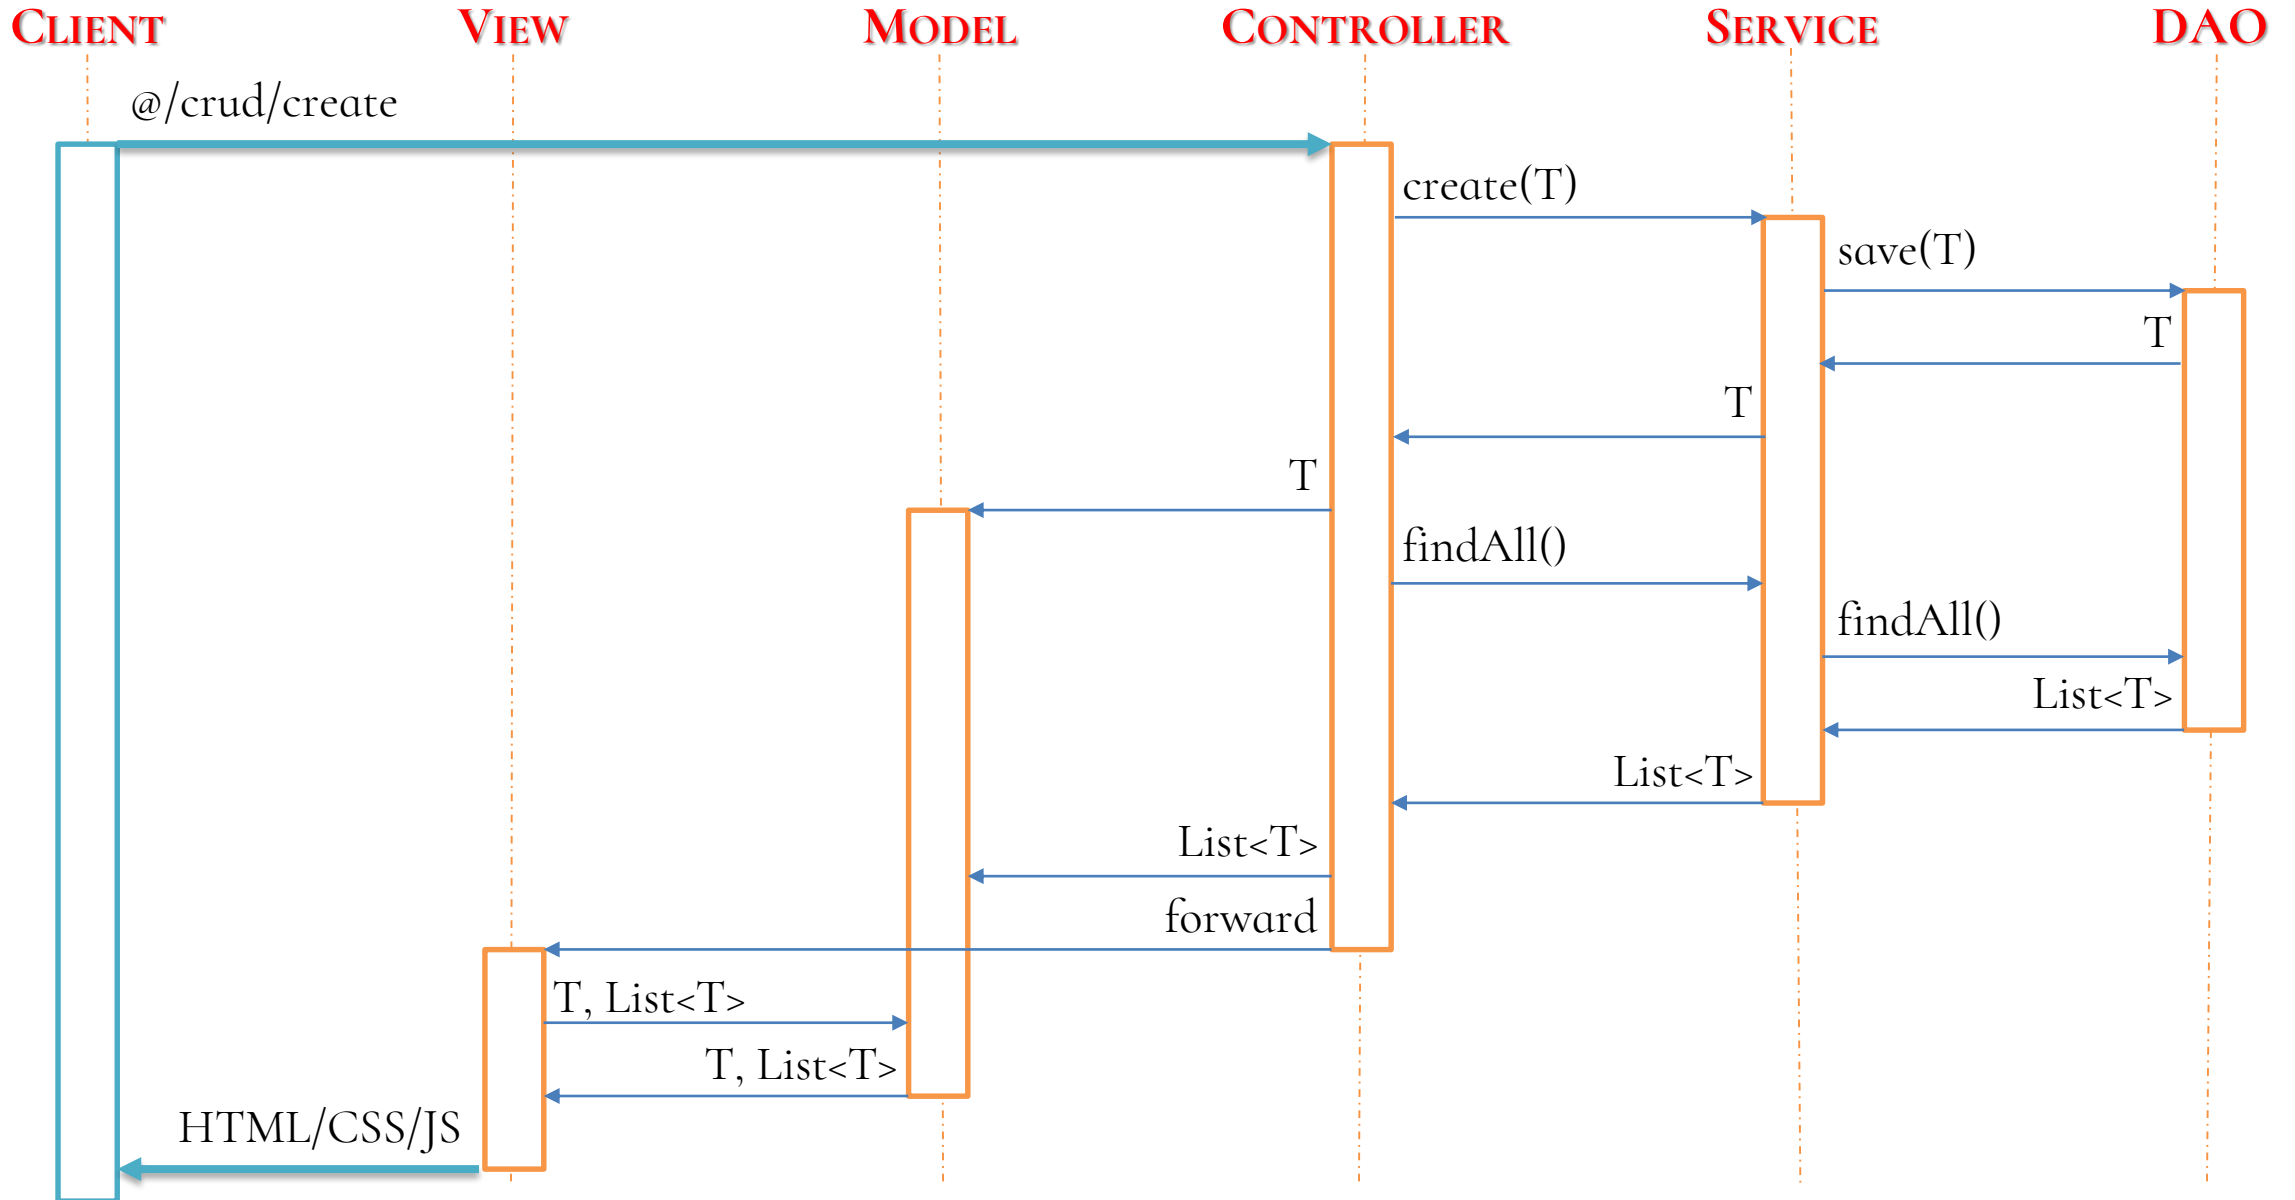 CLIENT
VIEW
MODEL
CONTROLLER
SERVICE
DAO
@/crud/create
create(T)
save(T)
T
T
T
findAll()
findAll()
List<T>
List<T>
List<T>
forward
T, List<T>
T, List<T>
HTML/CSS/JS